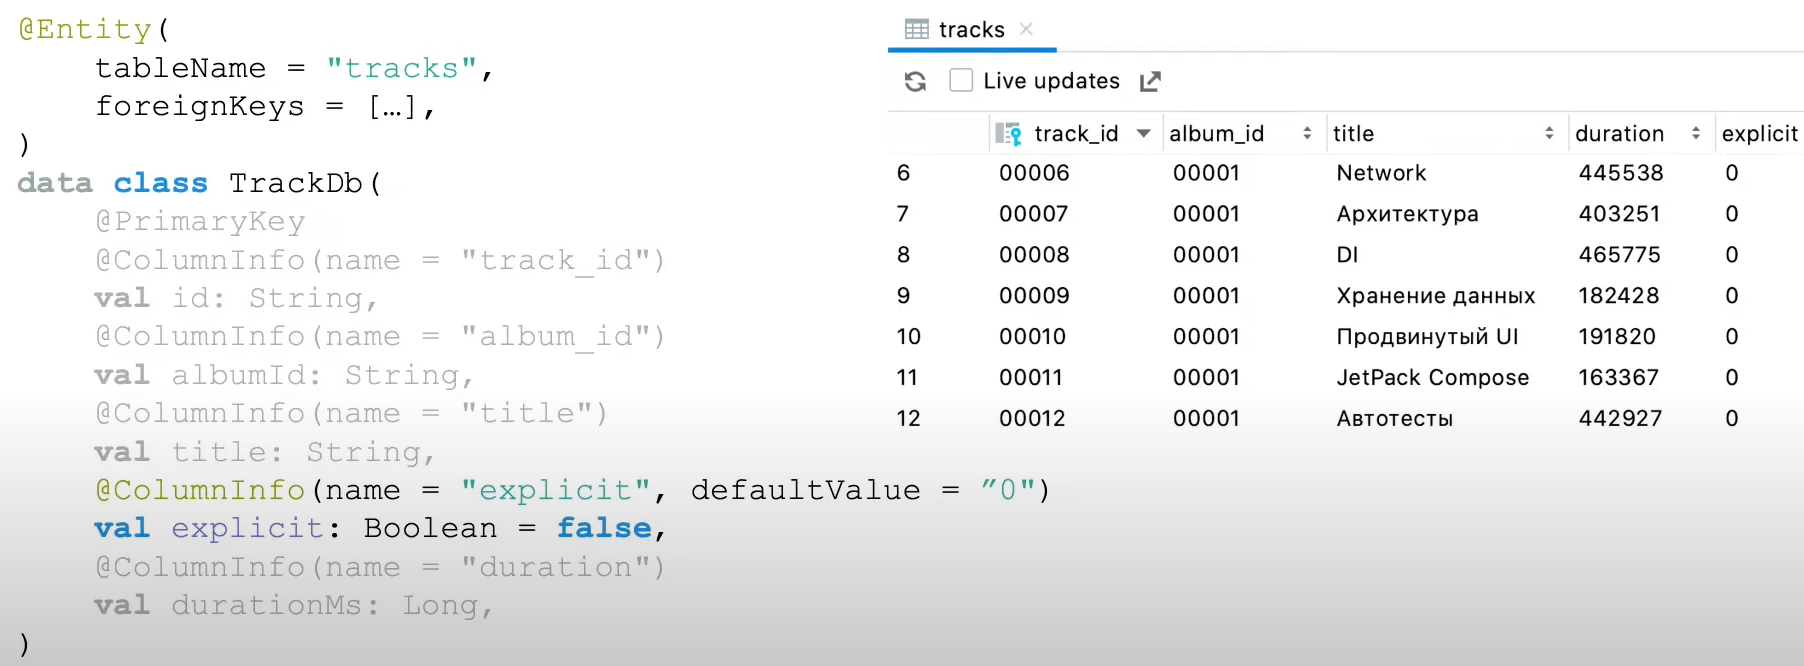 @Entity(
tableName = "tracks",
foreignKeys = […],
)
data class TrackDb(
@PrimaryKey
@ColumnInfo(name = "track_id")
val id: String,
@ColumnInfo(name = "album_id")
val albumId: String,
@ColumnInfo(name = "title")
val title: String,
@ColumnInfo(name = "explicit", defaultValue = ”0")
val explicit: Boolean = false,
@ColumnInfo(name = "duration")
val durationMs: Long,
)
tracks
Live updates
track_id album_id title duration explicit
6 00006 00001 Network 445538 0
7 00007 00001 Архитектура 403251 0
8 00008 00001 DI 465775 0
9 00009 00001 Хранение данных 182428 0
10 00010 00001 Продвинутый UI 191820 0
11 00011 00001 JetPack Compose 163367 0
12 00012 00001 Автотесты 442927 0